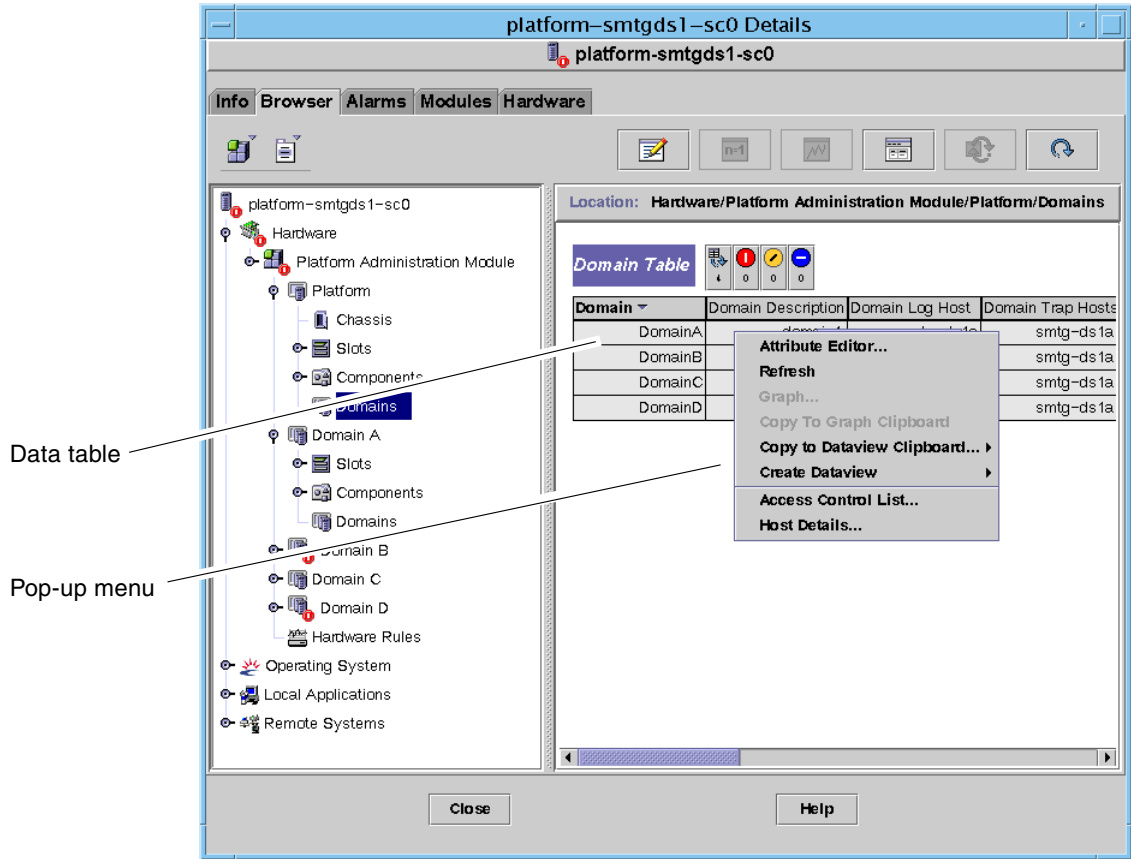 platform-smtgds1-sc0 Details
platform-smtgds1-sc0
Info Browser Alarms Modules Hardware
n=1
platform-smtgds1-sc0
Hardware
Platform Administration Module
Platform
Chassis
Slots
Components
Domains
Domain A
Slots
Components
Domains
Domain B
Domain C
Domain D
Hardware Rules
Operating System
Local Applications
Remote Systems
Location: Hardware/Platform Administration Module/Platform/Domains
Domain Table
4 0 0 0
Domain Domain Description Domain Log Host Domain Trap Hosts
DomainA smtg-ds1a
DomainB smtg-ds1a
DomainC smtg-ds1a
DomainD smtg-ds1a
Attribute Editor...
Refresh
Graph...
Copy To Graph Clipboard
Copy to Dataview Clipboard...
Create Dataview
Access Control List...
Host Details...
Data table
Pop-up menu
Close Help